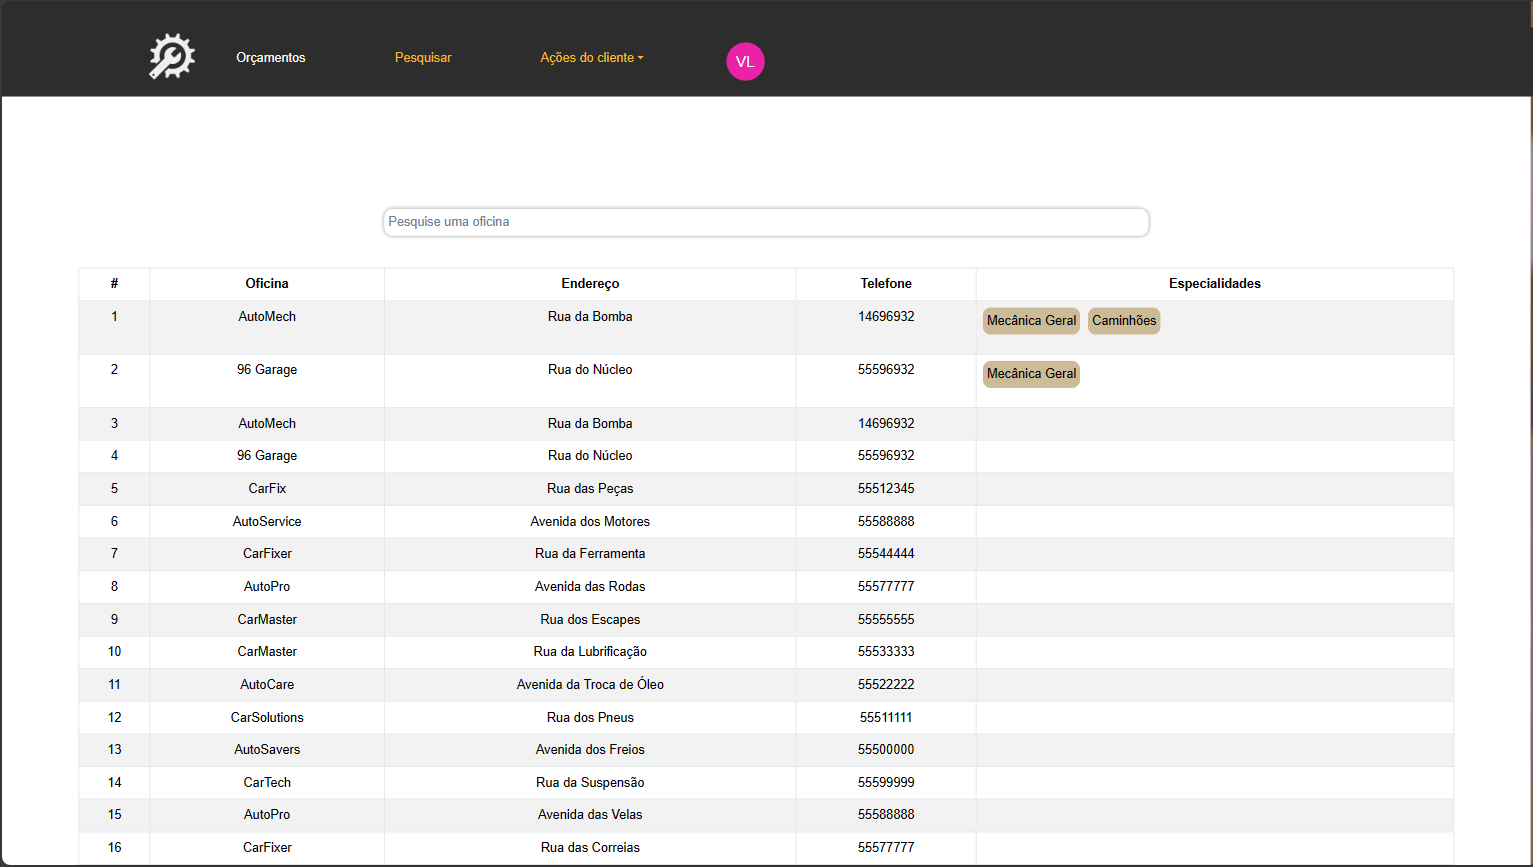 Orçamentos Pesquisar Ações do cliente VL
Pesquise uma oficina
# Oficina Endereço Telefone Especialidades
1 AutoMech Rua da Bomba 14696932 Mecânica Geral Caminhões
2 96 Garage Rua do Núcleo 55596932 Mecânica Geral
3 AutoMech Rua da Bomba 14696932
4 96 Garage Rua do Núcleo 55596932
5 CarFix Rua das Peças 55512345
6 AutoService Avenida dos Motores 55588888
7 CarFixer Rua da Ferramenta 55544444
8 AutoPro Avenida das Rodas 55577777
9 CarMaster Rua dos Escapes 55555555
10 CarMaster Rua da Lubrificação 55533333
11 AutoCare Avenida da Troca de Óleo 55522222
12 CarSolutions Rua dos Pneus 55511111
13 AutoSavers Avenida dos Freios 55500000
14 CarTech Rua da Suspensão 55599999
15 AutoPro Avenida das Velas 55588888
16 CarFixer Rua das Correias 55577777